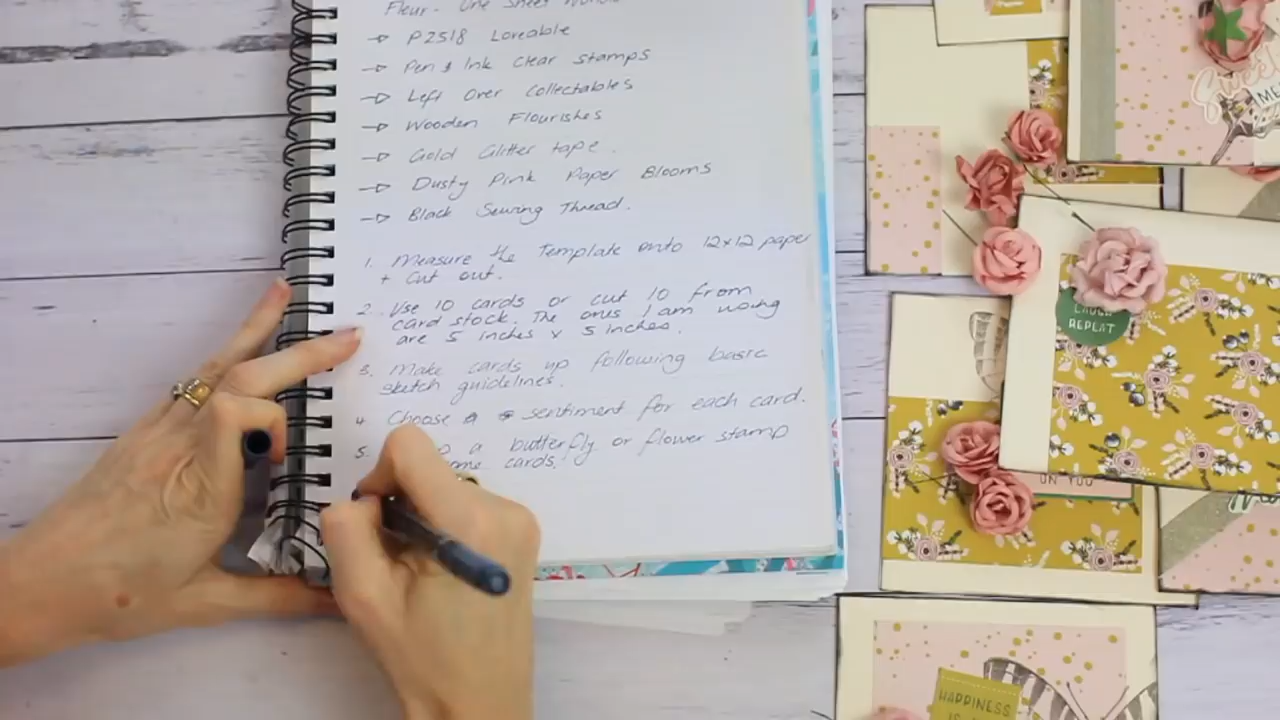 Fleur - One Sheet Wonder
→ P2518 Loveable
→ Pen & Ink Clear stamps
→ Left Over Collectables
→ Wooden Flourishes
→ Gold Glitter tape.
→ Dusty Pink Paper Blooms
→ Black Sewing Thread.
1. Measure the Template onto 12x12 paper
+ Cut out.
2. Use 10 cards or cut 10 from
card stock. The ones I am using
are 5 inches x 5 inches.
3. Make cards up following basic
sketch guidelines.
4 Choose sentiment for each card.
5. a butterfly or flower stamp
cards.
ME
LAUGH
REPEAT
ON YOU
HAPPINESS
IS